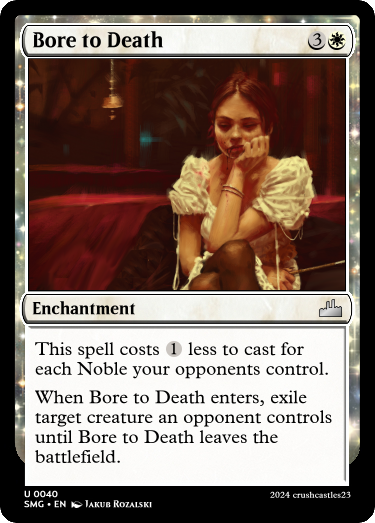 Bore to Death 3
Enchantment
This spell costs 1 less to cast for
each Noble your opponents control.
When Bore to Death enters, exile
target creature an opponent controls
until Bore to Death leaves the
battlefield.
U 0040
SMG • EN Jakub Rozalski
2024 crushcastles23